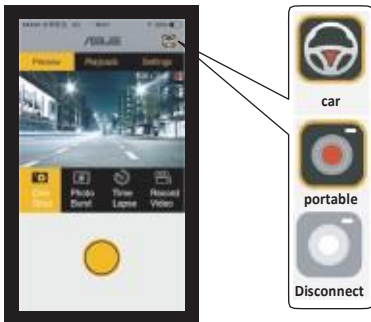 ASUS
Preview Playback Settings
One Shot
Photo Burst
Time Lapse
Record Video
car
portable
Disconnect